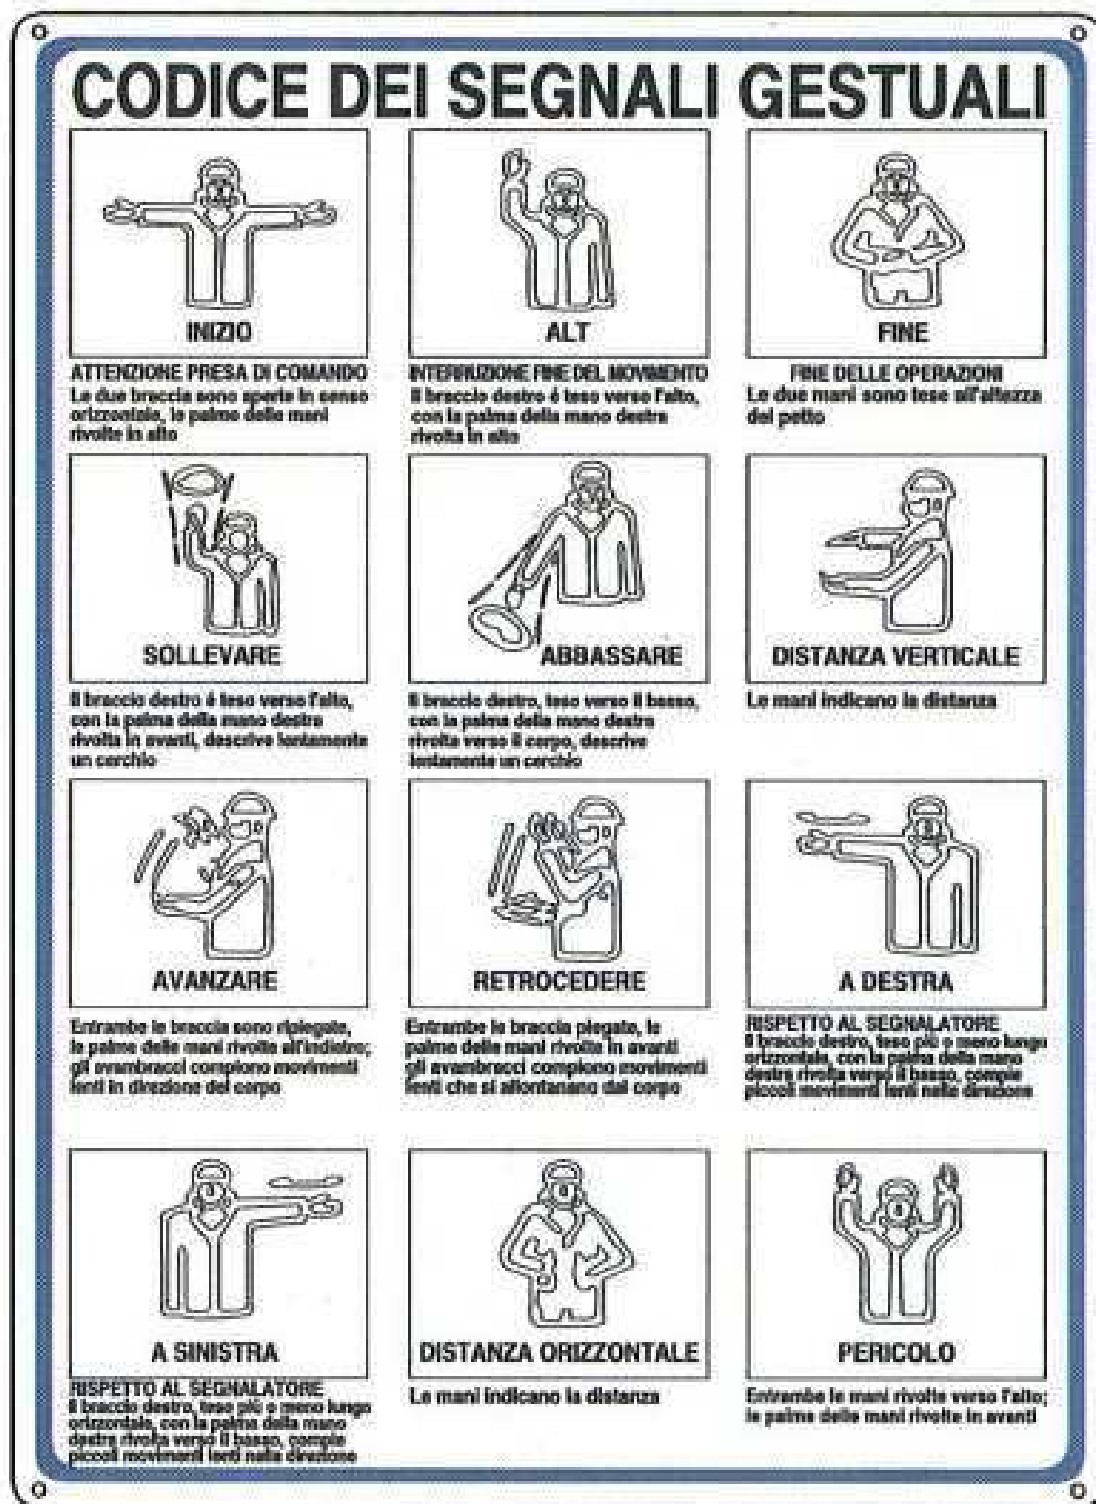 CODICE DEI SEGNALI GESTUALI
INIZIO
ATTENZIONE PRESA DI COMANDO
Le due braccia sono aperte in senso
orizzontale, le palme delle mani
rivolte in alto
ALT
INTERRUZIONE FINE DEL MOVIMENTO
Il braccio destro é teso verso l'alto,
con la palma della mano destra
rivolta in alto
FINE
FINE DELLE OPERAZIONI
Le due mani sono tese all'altezza
del petto
SOLLEVARE
Il braccio destro é teso verso l'alto,
con la palma della mano destra
rivolta in avanti, descrive lentamente
un cerchio
ABBASSARE
Il braccio destro, teso verso il basso,
con la palma della mano destra
rivolta verso il corpo, descrive
lentamente un cerchio
DISTANZA VERTICALE
Le mani indicano la distanza
AVANZARE
Entrambe le braccia sono ripiegate,
le palme delle mani rivolte all'indietro;
gli avambracci compiono movimenti
lenti in direzione del corpo
RETROCEDERE
Entrambe le braccia piegate, le
palme delle mani rivolte in avanti
gli avambracci compiono movimenti
lenti che si allontanano dal corpo
A DESTRA
RISPETTO AL SEGNALATORE
Il braccio destro, teso più o meno lungo
orizzontale, con la palma della mano
destra rivolta verso il basso, compie
piccoli movimenti lenti nella direzione
A SINISTRA
RISPETTO AL SEGNALATORE
Il braccio destro, teso più o meno lungo
orizzontale, con la palma della mano
destra rivolta verso il basso, compie
piccoli movimenti lenti nella direzione
DISTANZA ORIZZONTALE
Le mani indicano la distanza
PERICOLO
Entrambe le mani rivolte verso l'alto;
le palme delle mani rivolte in avanti